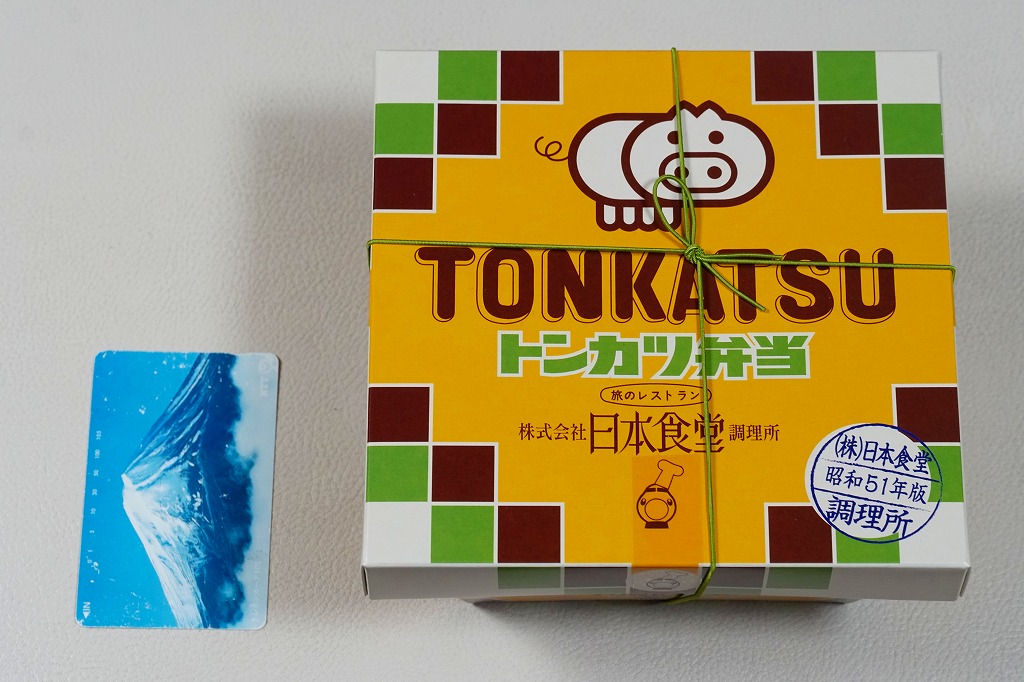 TONKATSU
トンカツ弁当
旅のレストラン
株式会社日本食堂調理所
(株)日本食堂
昭和51年版
調理所